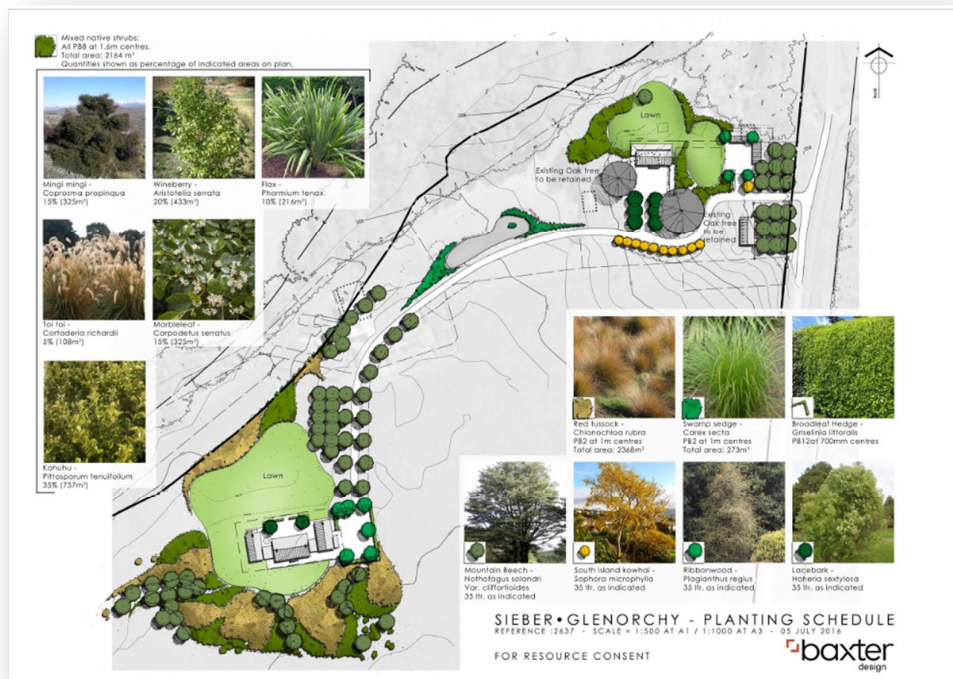 Mixed native shrubs:
All PBB at 1.6m centres.
Total area: 2164 m²
Quantities shown as percentage of indicated areas on plan.
Mingi mingi -
Coprosma propinqua
15% (325m²)
Wineberry -
Aristotelia serrata
20% (433m²)
Flax -
Phormium tenax
10% (216m²)
Toi toi -
Cortaderia richardii
5% (108m²)
Marbleleaf -
Carpodetus serratus
15% (325m²)
Kohuhu -
Pittosporum tenuifolium
35% (757m²)
North
Lawn
Existing Oak tree
to be retained
Existing
Oak tree
to be
retained
Lawn
Red tussock -
Chionochloa rubra
PB2 at 1m centres
Total area: 2368m²
Swamp sedge -
Carex secta
PB2 at 1m centres
Total area: 273m²
Broadleaf Hedge -
Griselinia littoralis
PB12at 700mm centres
Mountain Beech -
Nothofagus solandri
Var. cliffortioides
35 ltr. as indicated
South island kowhai -
Sophora microphylla
35 ltr. as indicated
Ribbonwood -
Plagianthus regius
35 ltr. as indicated
Lacebark -
Hoheria sextylosa
35 ltr. as indicated
SIEBER•GLENORCHY - PLANTING SCHEDULE
REFERENCE :2637 - SCALE = 1:500 AT A1 / 1:1000 AT A3 - 05 JULY 2016
FOR RESOURCE CONSENT
baxter
design